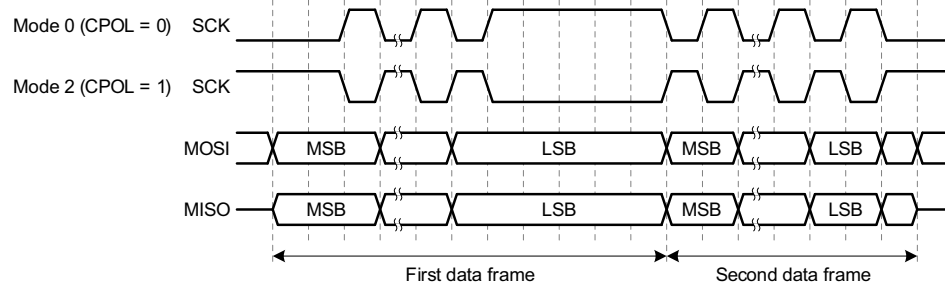 Mode 0 (CPOL = 0) SCK
Mode 2 (CPOL = 1) SCK
MOSI MSB LSB MSB LSB
MISO MSB LSB MSB LSB
First data frame Second data frame